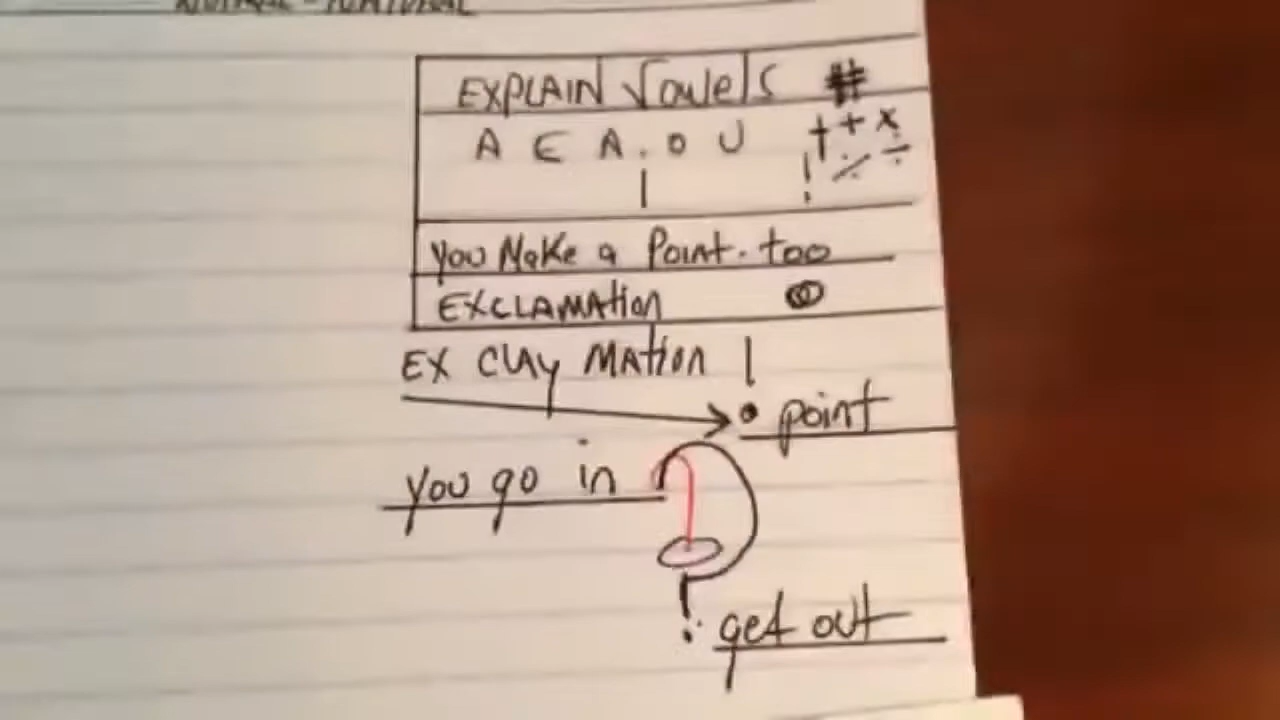 EXPLAIN Vowels #
A E A . O U † + x
| ! ⁒ ÷
You Make a Point. too
EXCLAMATION
EX Clay MATION |
• point
you go in
get out